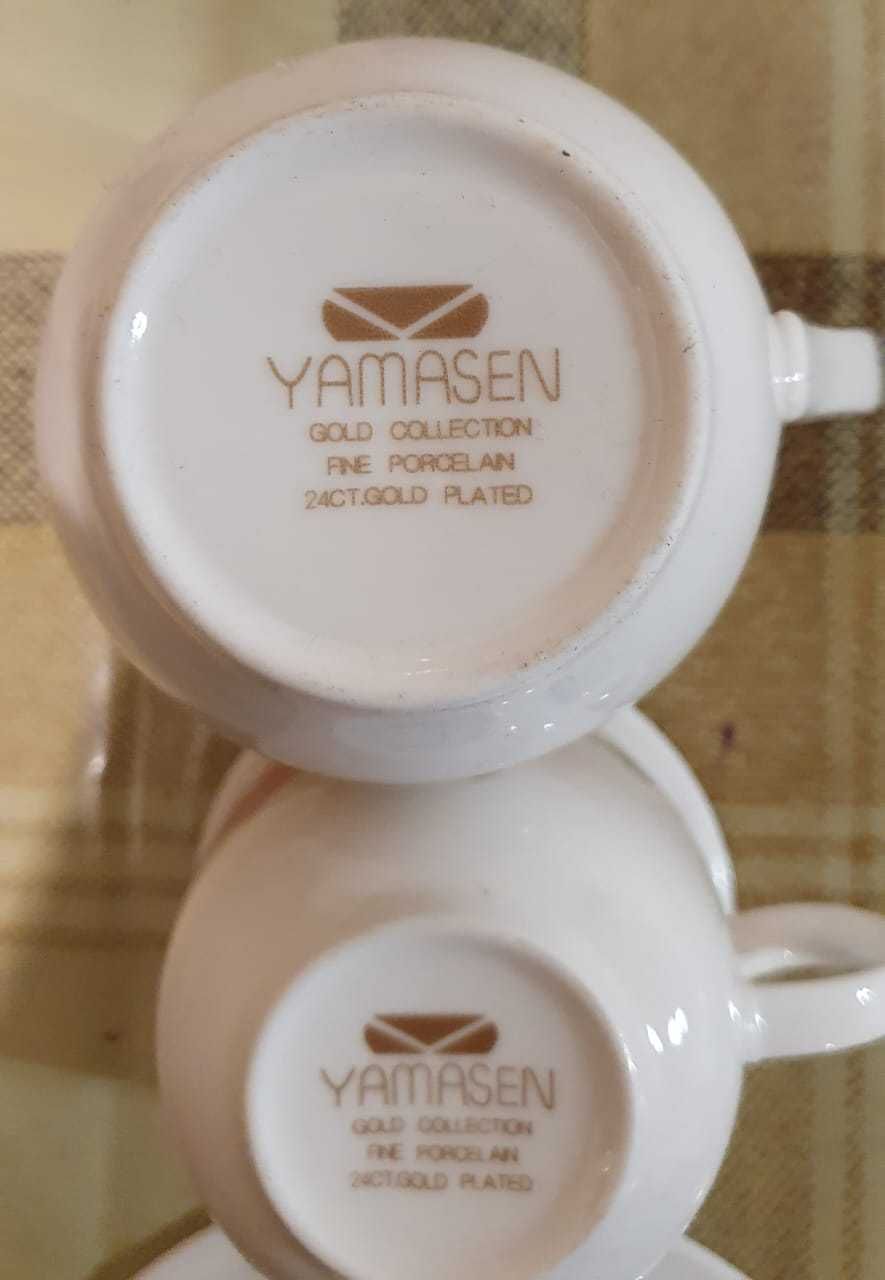 YAMASEN
GOLD COLLECTION
FINE PORCELAIN
24CT.GOLD PLATED
YAMASEN
GOLD COLLECTION
FINE PORCELAIN
24CT.GOLD PLATED